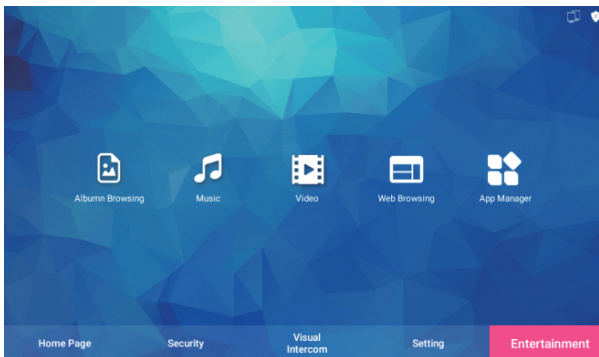 Albumn Browsing
Music
Video
Web Browsing
App Manager
Home Page
Security
Visual
Intercom
Setting
Entertainment